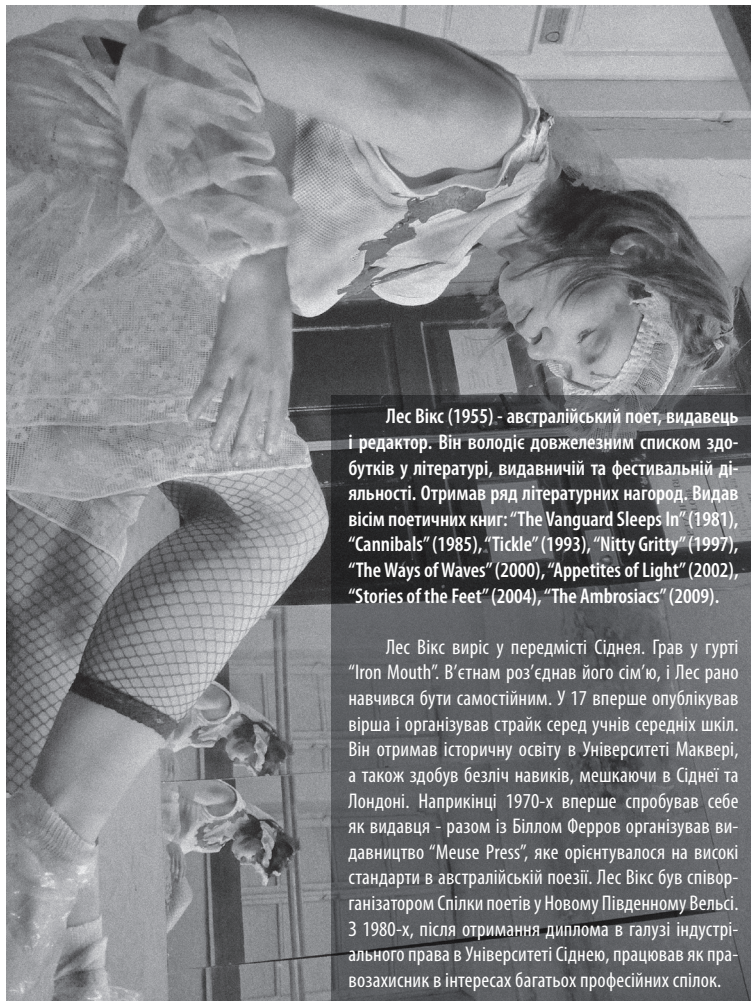 Лес Вікс (1955) - австралійський поет, видавець
і редактор. Він володіє довжелезним списком здо-
бутків у літературі, видавничій та фестивальній ді-
яльності. Отримав ряд літературних нагород. Видав
вісім поетичних книг: “The Vanguard Sleeps In” (1981),
“Cannibals” (1985), “Tickle” (1993), “Nitty Gritty” (1997),
“The Ways of Waves” (2000), “Appetites of Light” (2002),
“Stories of the Feet” (2004), “The Ambrosiacs” (2009).
Лес Вікс виріс у передмісті Сіднея. Грав у гурті
“Iron Mouth”. В’єтнам роз’єднав його сім’ю, і Лес рано
навчився бути самостійним. У 17 вперше опублікував
вірша і організував страйк серед учнів середніх шкіл.
Він отримав історичну освіту в Університеті Маквері,
а також здобув безліч навиків, мешкаючи в Сіднеї та
Лондоні. Наприкінці 1970-х вперше спробував себе
як видавця - разом із Біллом Ферров організував ви-
давництво “Meuse Press”, яке орієнтувалося на високі
стандарти в австралійській поезії. Лес Вікс був співор-
ганізатором Спілки поетів у Новому Південному Вельсі.
З 1980-х, після отримання диплома в галузі індустрі-
ального права в Університеті Сіднею, працював як пра-
возахисник в інтересах багатьох професійних спілок.